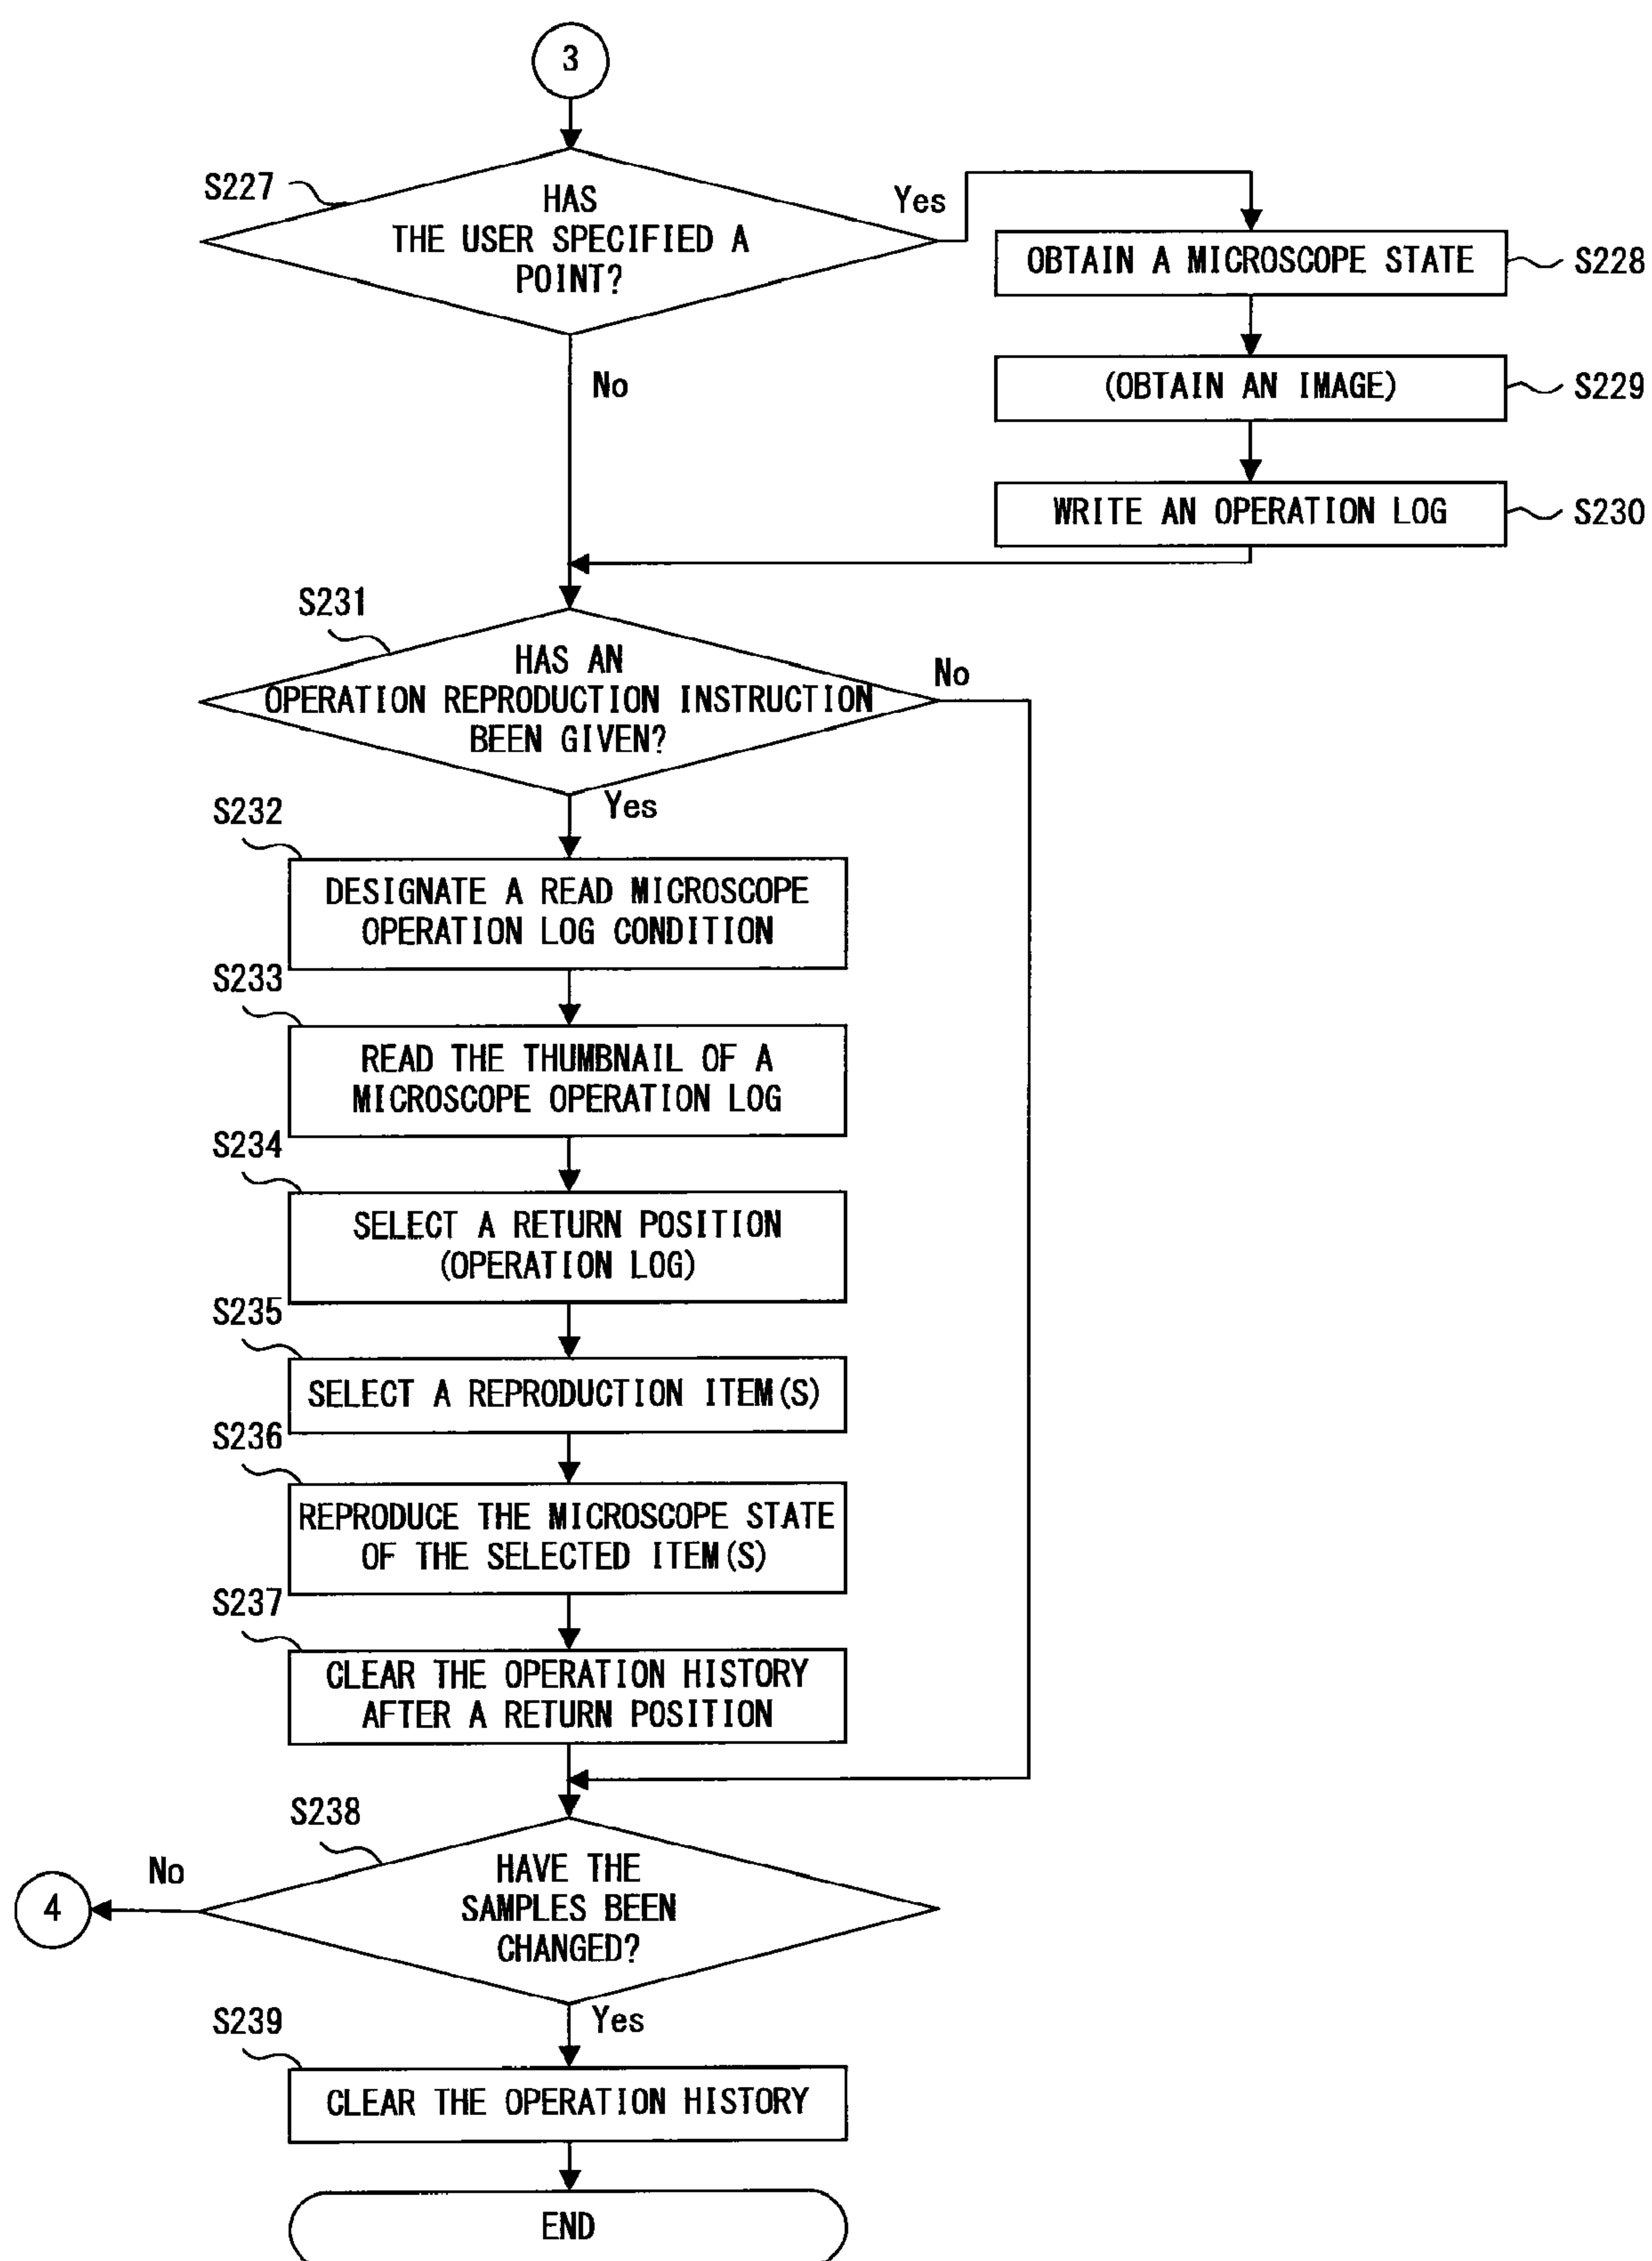 3
S227
HAS
THE USER SPECIFIED A
POINT?
Yes
No
OBTAIN A MICROSCOPE STATE
S228
(OBTAIN AN IMAGE)
S229
WRITE AN OPERATION LOG
S230
S231
HAS AN
OPERATION REPRODUCTION INSTRUCTION
BEEN GIVEN?
No
Yes
S232
DESIGNATE A READ MICROSCOPE
OPERATION LOG CONDITION
S233
READ THE THUMBNAIL OF A
MICROSCOPE OPERATION LOG
S234
SELECT A RETURN POSITION
(OPERATION LOG)
S235
SELECT A REPRODUCTION ITEM(S)
S236
REPRODUCE THE MICROSCOPE STATE
OF THE SELECTED ITEM(S)
S237
CLEAR THE OPERATION HISTORY
AFTER A RETURN POSITION
S238
HAVE THE
SAMPLES BEEN
CHANGED?
No
4
Yes
S239
CLEAR THE OPERATION HISTORY
END